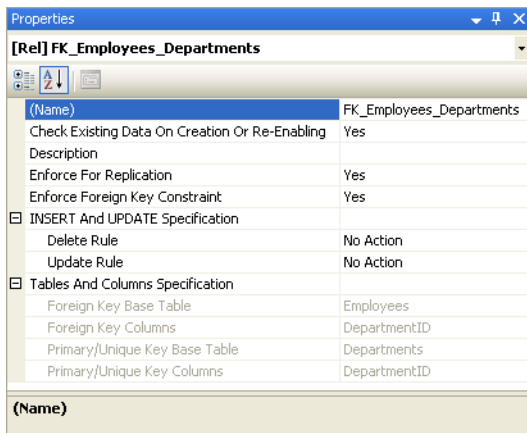 Properties
[Rel] FK_Employees_Departments
(Name) FK_Employees_Departments
Check Existing Data On Creation Or Re-Enabling Yes
Description
Enforce For Replication Yes
Enforce Foreign Key Constraint Yes
INSERT And UPDATE Specification
Delete Rule No Action
Update Rule No Action
Tables And Columns Specification
Foreign Key Base Table Employees
Foreign Key Columns DepartmentID
Primary/Unique Key Base Table Departments
Primary/Unique Key Columns DepartmentID
(Name)